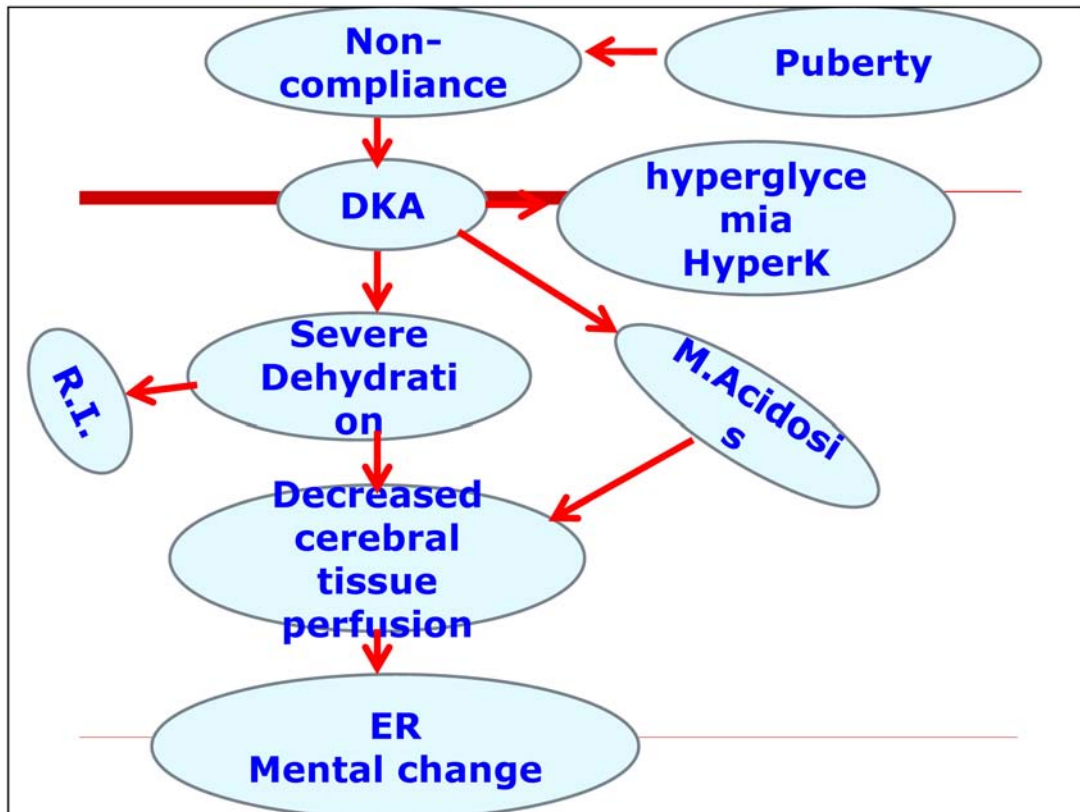 Non-
compliance
Puberty
DKA
hyperglyce
mia
HyperK
Severe
Dehydrati
on
R.I.
M.Acidosi
s
Decreased
cerebral
tissue
perfusion
ER
Mental change